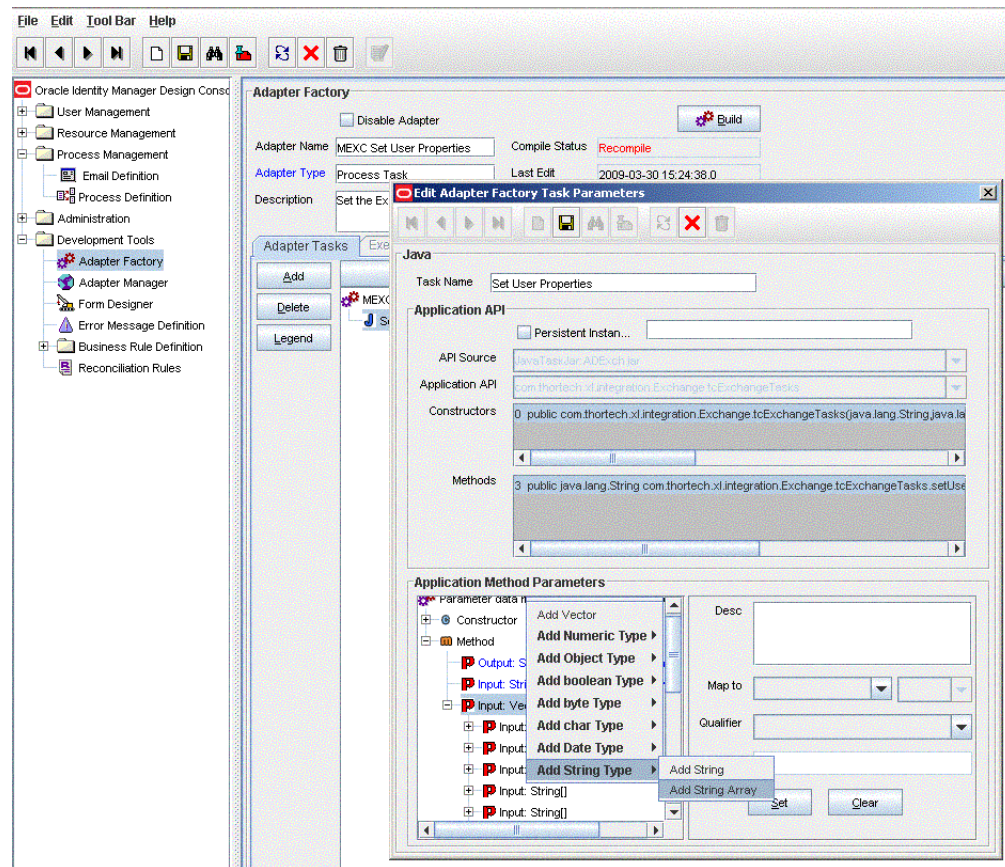 File Edit Tool Bar Help
Oracle Identity Manager Design Conso
User Management
Resource Management
Process Management
Email Definition
Process Definition
Administration
Development Tools
Adapter Factory
Adapter Manager
Form Designer
Error Message Definition
Business Rule Definition
Reconciliation Rules
Adapter Factory
Disable Adapter
Build
Adapter Name MEXC Set User Properties Compile Status Recompile
Adapter Type Process Task Last Edit 2009-03-30 15:24:38.0
Description Set the Ex
Adapter Tasks Exe
Add
Delete
Legend
MEXC
J Se
Edit Adapter Factory Task Parameters
Java
Task Name Set User Properties
Application API
Persistent Instan...
API Source JavaTaskJar:ADExch.jar
Application API com.thortech.xl.integration.Exchange.tcExchangeTasks
Constructors 0 public com.thortech.xl.integration.Exchange.tcExchangeTasks(java.lang.String,java.la
Methods 3 public java.lang.String com.thortech.xl.integration.Exchange.tcExchangeTasks.setUse
Application Method Parameters
Parameter data m
Constructor
Method
Output: S
Input: Stri
Input: Vec
Input:
Input:
Input:
Input: String[]
Input: String[]
Add Vector
Add Numeric Type
Add Object Type
Add boolean Type
Add byte Type
Add char Type
Add Date Type
Add String Type
Add String
Add String Array
Desc
Map to
Qualifier
Set Clear